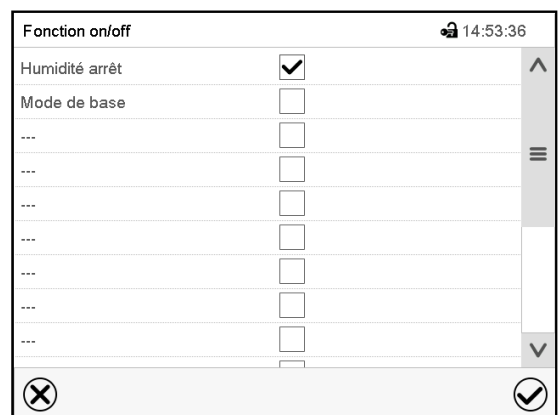 Fonction on/off 14:53:36
Humidité arrêt
Mode de base
---
---
---
---
---
---
---